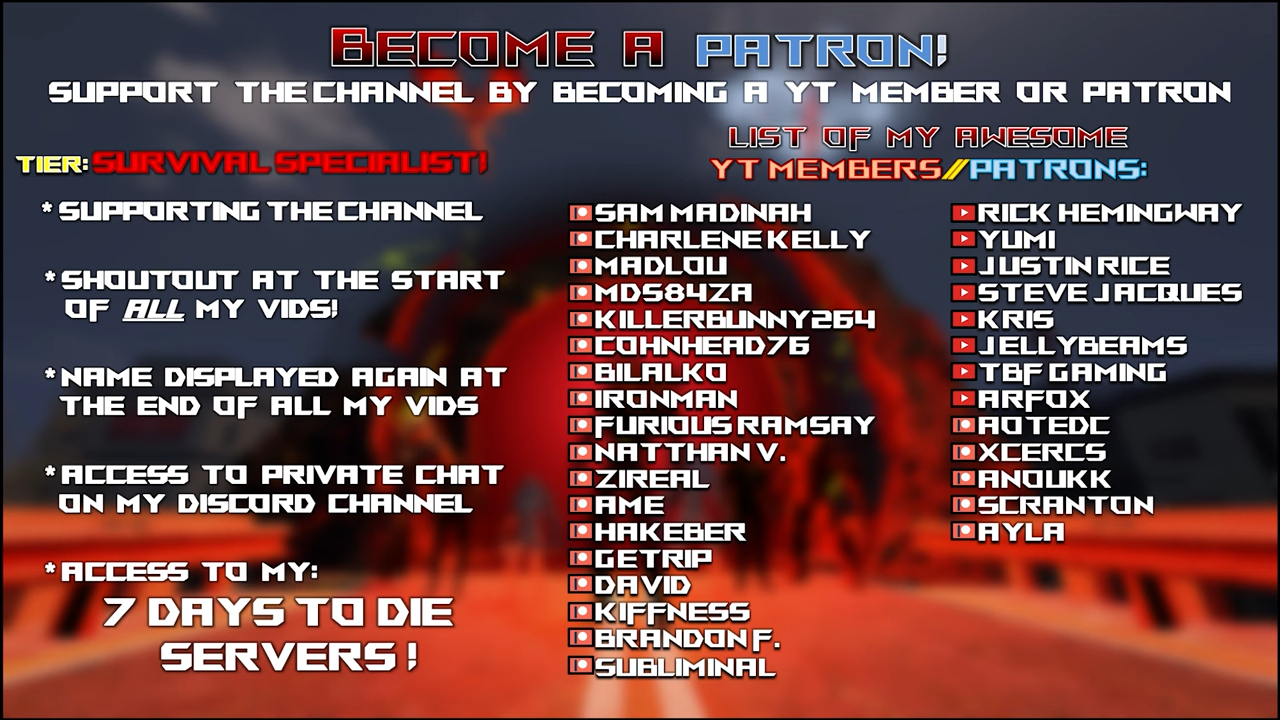 BECOME A PATRON!
SUPPORT THE CHANNEL BY BECOMING A YT MEMBER OR PATRON
TIER: SURVIVAL SPECIALIST!
* SUPPORTING THE CHANNEL
* SHOUTOUT AT THE START
OF ALL MY VIDS!
* NAME DISPLAYED AGAIN AT
THE END OF ALL MY VIDS
* ACCESS TO PRIVATE CHAT
ON MY DISCORD CHANNEL
* ACCESS TO MY:
7 DAYS TO DIE
SERVERS !
LIST OF MY AWESOME
YT MEMBERS//PATRONS:
SAM MADINAH
CHARLENE KELLY
MADLOU
MDS84ZA
KILLERBUNNY264
COHNHEAD76
BILALKO
IRONMAN
FURIOUS RAMSAY
NATTHAN V.
ZIREAL
AME
HAKEBER
GETRIP
DAVID
KIFFNESS
BRANDON F.
SUBLIMINAL
RICK HEMINGWAY
YUMI
JUSTIN RICE
STEVE JACQUES
KRIS
JELLYBEAMS
TBF GAMING
ARFOX
AOTEDC
XCERCS
ANOUKK
SCRANTON
AYLA